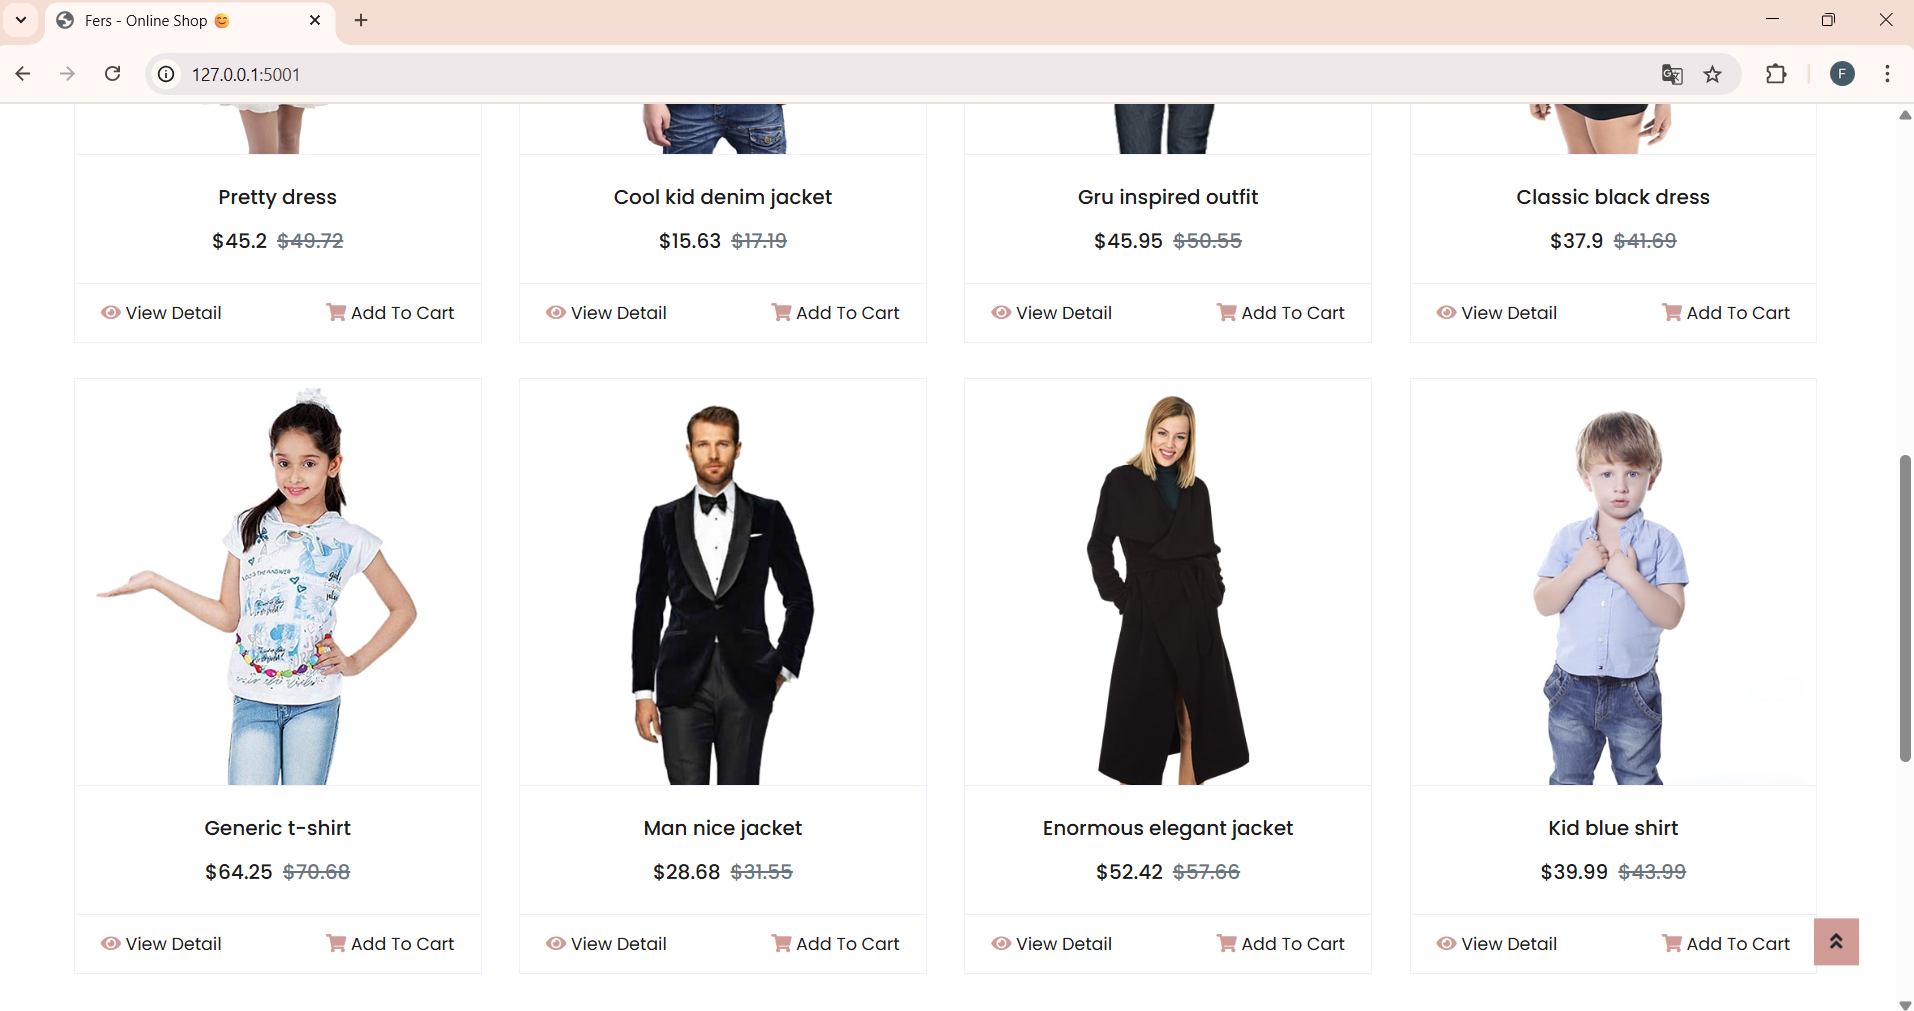 Fers - Online Shop 😊
127.0.0.1:5001
F
Pretty dress
Cool kid denim jacket
Gru inspired outfit
Classic black dress
$45.2 $49.72
$15.63 $17.19
$45.95 $50.55
$37.9 $41.69
View Detail Add To Cart
View Detail Add To Cart
View Detail Add To Cart
View Detail Add To Cart
Generic t-shirt
Man nice jacket
Enormous elegant jacket
Kid blue shirt
$64.25 $70.68
$28.68 $31.55
$52.42 $57.66
$39.99 $43.99
View Detail Add To Cart
View Detail Add To Cart
View Detail Add To Cart
View Detail Add To Cart